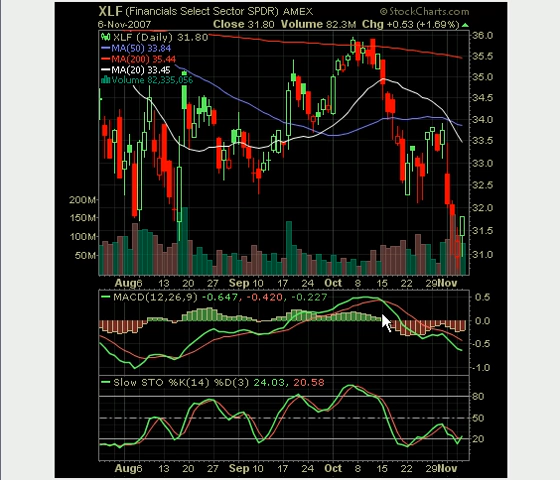 XLF (Financials Select Sector SPDR) AMEX © StockCharts.com
6-Nov-2007 Close 31.80 Volume 82.3M Chg +0.53 (+1.69%)
XLF (Daily) 31.80
MA(50) 33.84
MA(200) 35.44
MA(20) 33.45
Volume 82,335,056
36.0
35.5
35.0
34.5
34.0
33.5
33.0
32.5
32.0
31.5
31.0
200M
150M
100M
50M
Aug 6 13 20 27 Sep 10 17 24 Oct 8 15 22 29 Nov
MACD(12,26,9) -0.647, -0.420, -0.227
0.5
0.0
-0.5
-1.0
Slow STO %K(14) %D(3) 24.03, 20.58
80
50
20
Aug 6 13 20 27 Sep 10 17 24 Oct 8 15 22 29 Nov